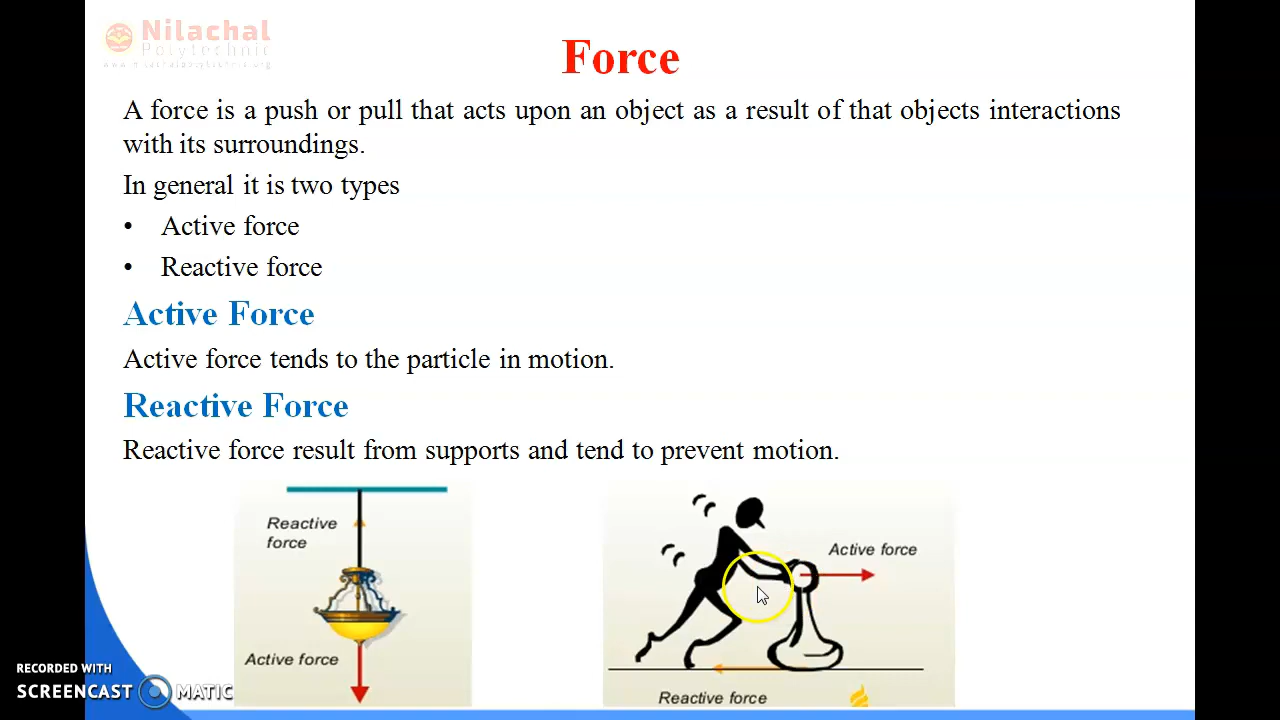 Nilachal
Polytechnic
www.nilachalpolytechnic.org
Force
A force is a push or pull that acts upon an object as a result of that objects interactions
with its surroundings.
In general it is two types
• Active force
• Reactive force
Active Force
Active force tends to the particle in motion.
Reactive Force
Reactive force result from supports and tend to prevent motion.
Reactive
force
Active force
Active force
Reactive force
RECORDED WITH
SCREENCAST MATIC